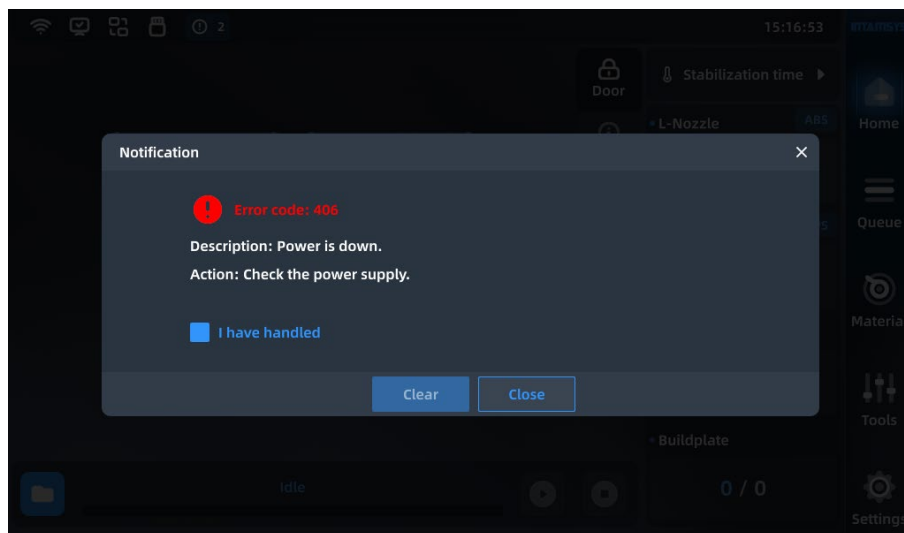 2
15:16:53
Door
Stabilization time
L-Nozzle
ABS
Home
Notification
Error code: 406
Description: Power is down.
Action: Check the power supply.
I have handled
Clear
Close
Queue
Materia
Tools
Buildplate
Idle
0 / 0
Settings